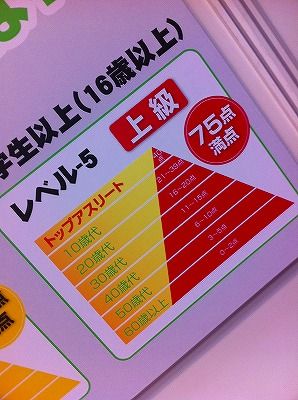 学生以上(16歳以上)
レベル-5 上級
75点
満点
トップアスリート
10歳代 21~39点
20歳代 16~20点
30歳代 11~15点
40歳代 6~10点
50歳代 3~5点
60歳以上 0~2点